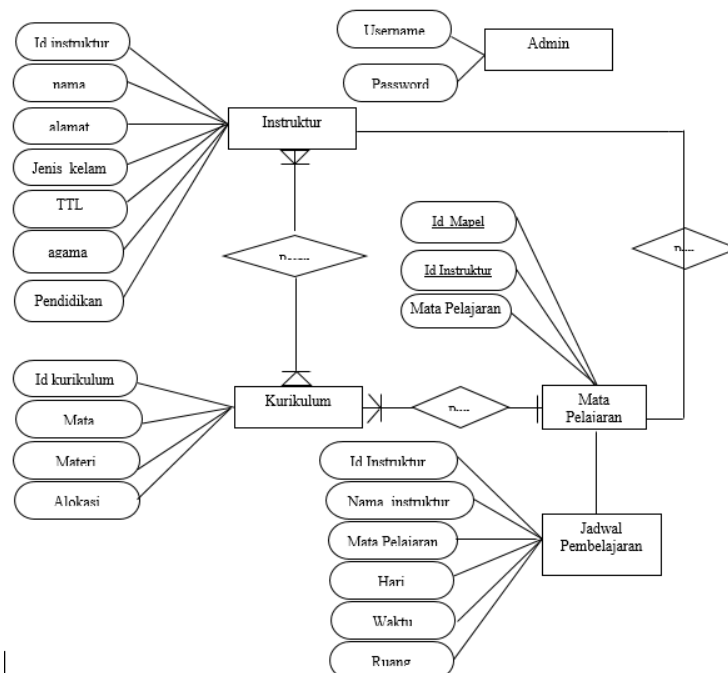 Id instruktur
nama
alamat
Jenis kelam
TTL
agama
Pendidikan
Username
Password
Admin
Instruktur
Id Mapel
Id Instruktur
Mata Pelajaran
Id kurikulum
Mata
Materi
Alokasi
Kurikulum
Mata
Pelajaran
Id Instruktur
Nama instruktur
Mata Pelajaran
Hari
Waktu
Ruang
Jadwal
Pembelajaran